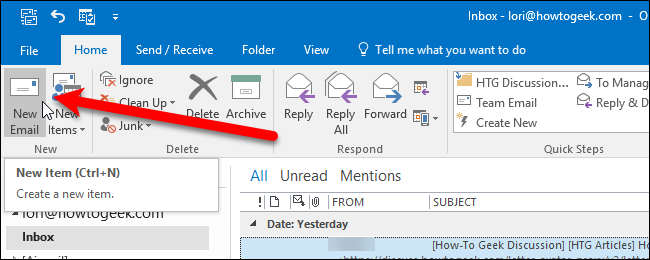 Inbox - lori@howtogeek.com - O
File Home Send / Receive Folder View Tell me what you want to do
New Email
New Items
Ignore
Clean Up
Junk
Delete
Archive
Reply
Reply All
Forward
HTG Discussion...
Team Email
Create New
To Manag
Reply & D
New Delete Respond Quick Steps
New Item (Ctrl+N)
Create a new item.
lori@howtogeek.com
Inbox
All Unread Mentions
! FROM SUBJECT
Date: Yesterday
[How-To Geek Discussion] [HTG Articles] Ho